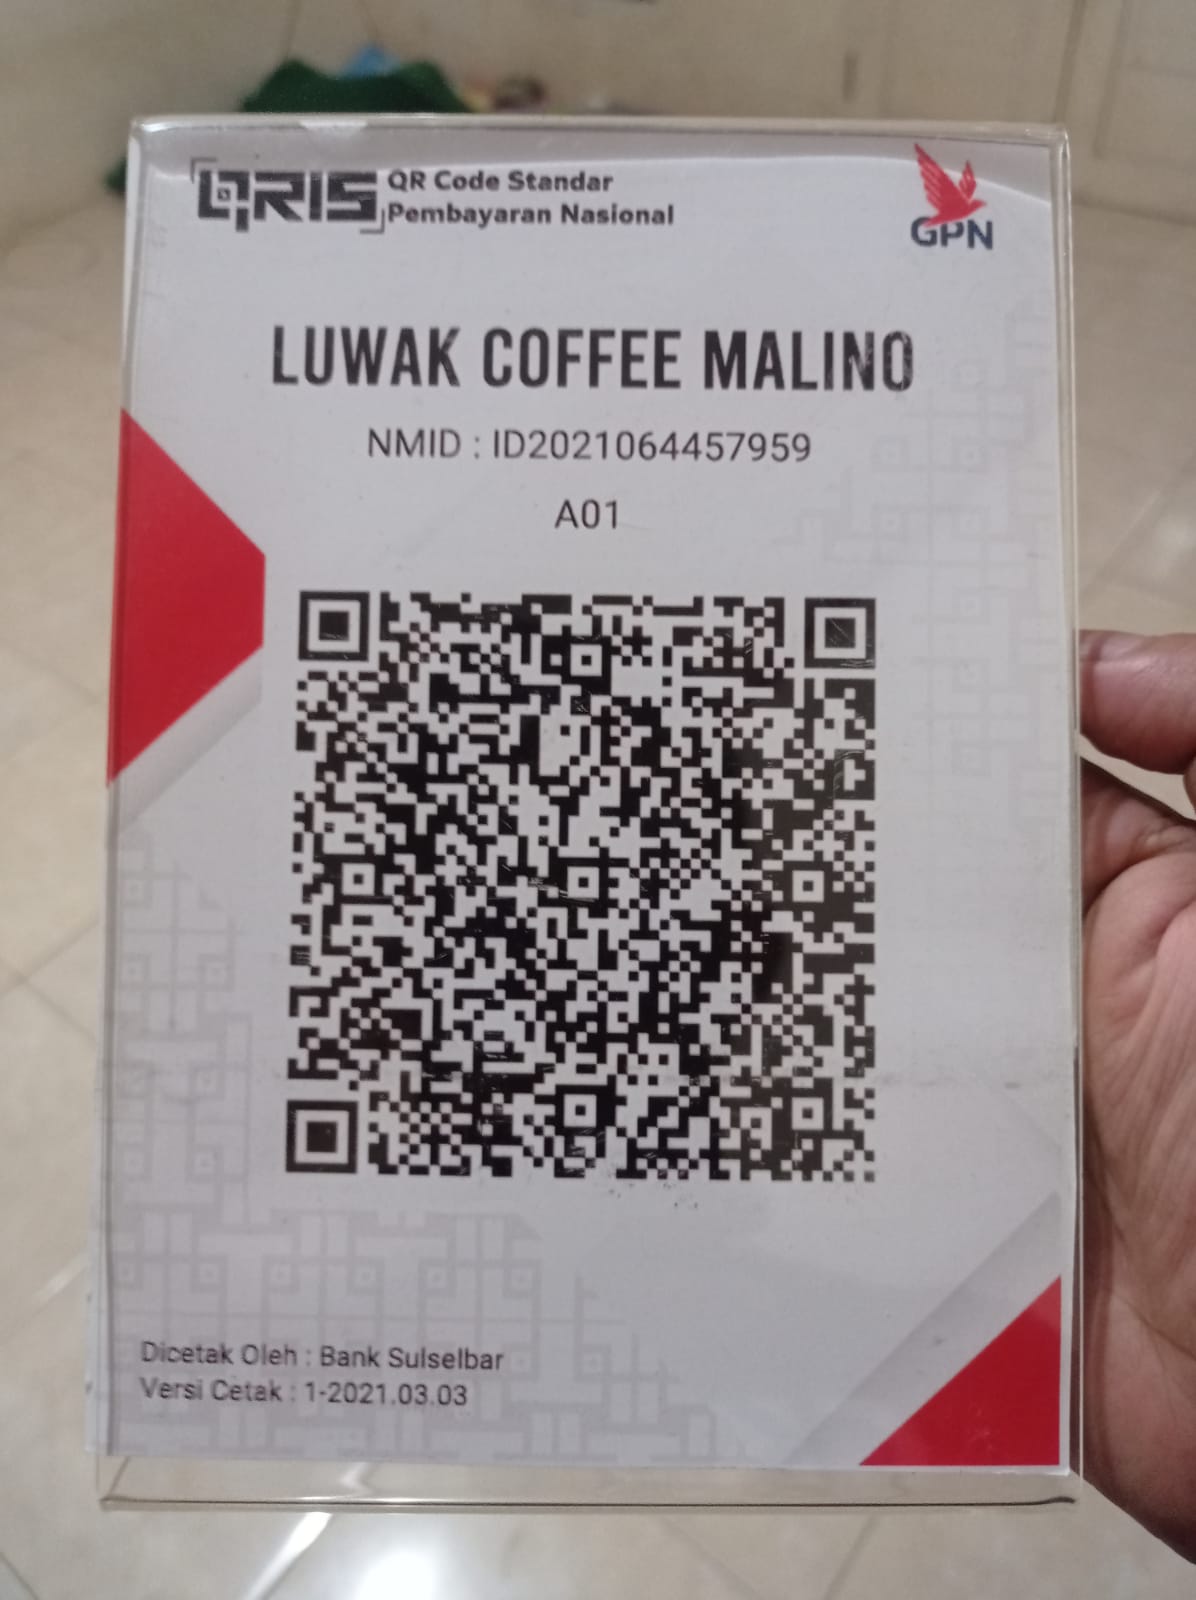 QRIS QR Code Standar
Pembayaran Nasional
GPN
LUWAK COFFEE MALINO
NMID : ID2021064457959
A01
Dicetak Oleh : Bank Sulselbar
Versi Cetak : 1-2021.03.03